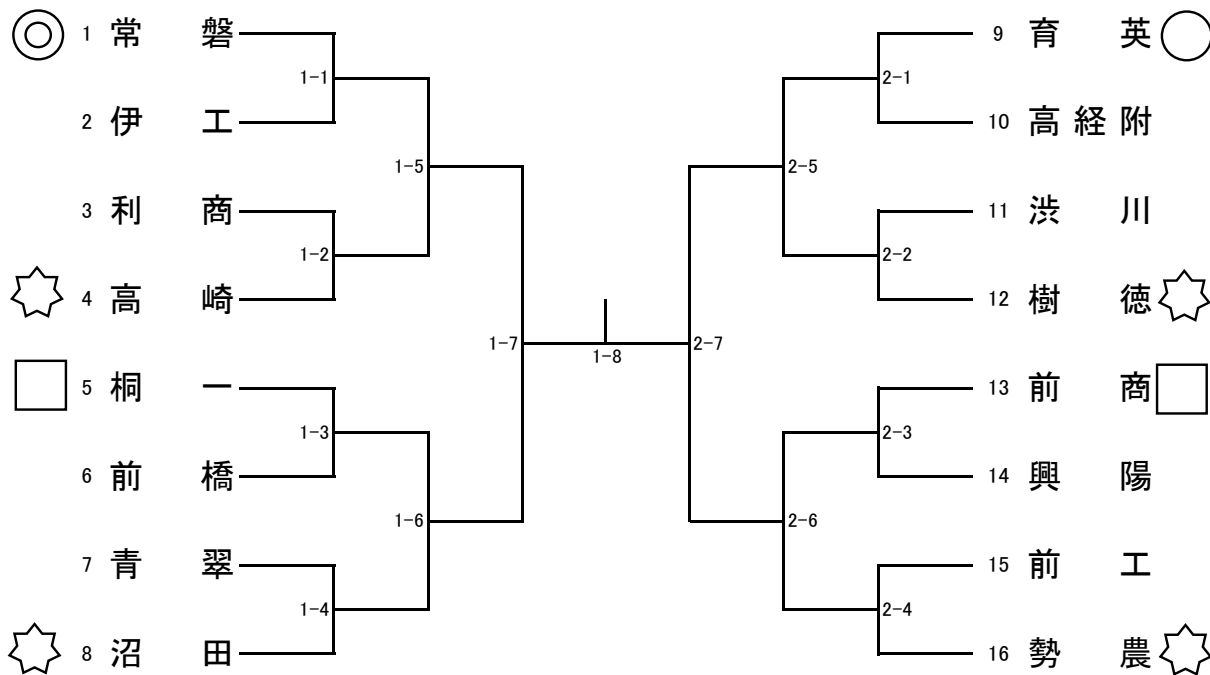 1 常磐
2 伊工
3 利商
4 高崎
5 桐一
6 前橋
7 青翠
8 沼田
1-1
1-2
1-3
1-4
1-5
1-6
1-7
1-8
2-7
2-5
2-6
2-1
2-2
2-3
2-4
9 育英
10 高経附
11 渋川
12 樹徳
13 前商
14 興陽
15 前工
16 勢農